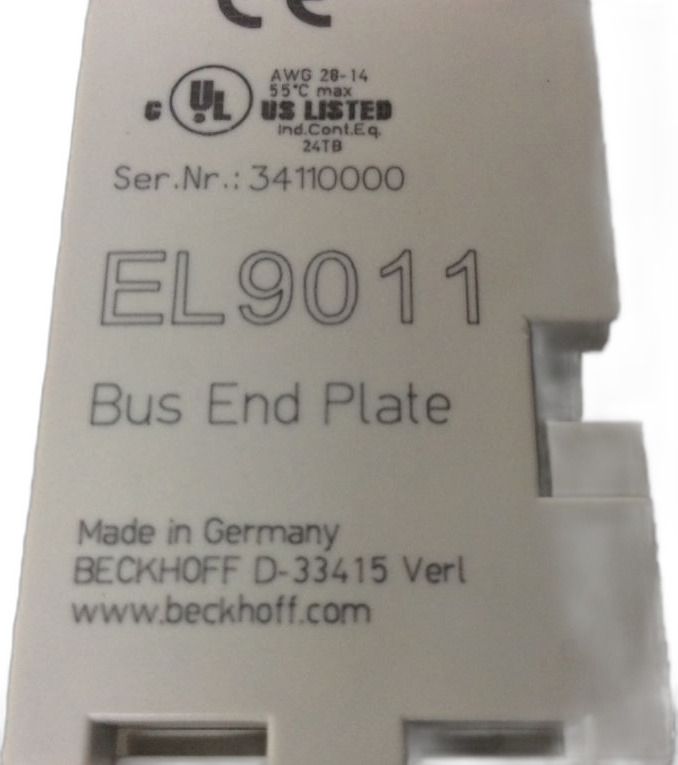 CE
AWG 28-14
55°C max
c UL US LISTED
Ind.Cont.Eq.
24TB
Ser.Nr.: 34110000
EL9011
Bus End Plate
Made in Germany
BECKHOFF D-33415 Verl
www.beckhoff.com